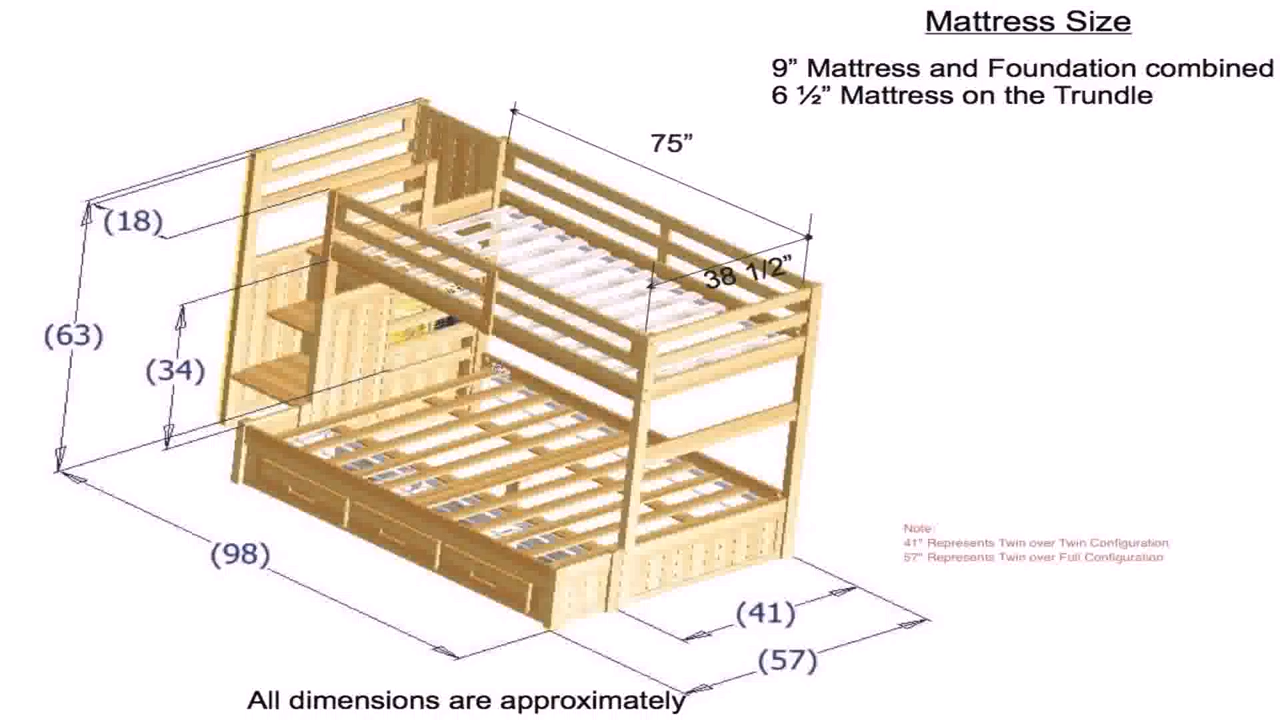 Mattress Size
9” Mattress and Foundation combined
6 ½” Mattress on the Trundle
75”
38 1/2”
(18)
(63)
(34)
(98)
(41)
(57)
Note:
41" Represents Twin over Twin Configuration
57" Represents Twin over Full Configuration
All dimensions are approximately